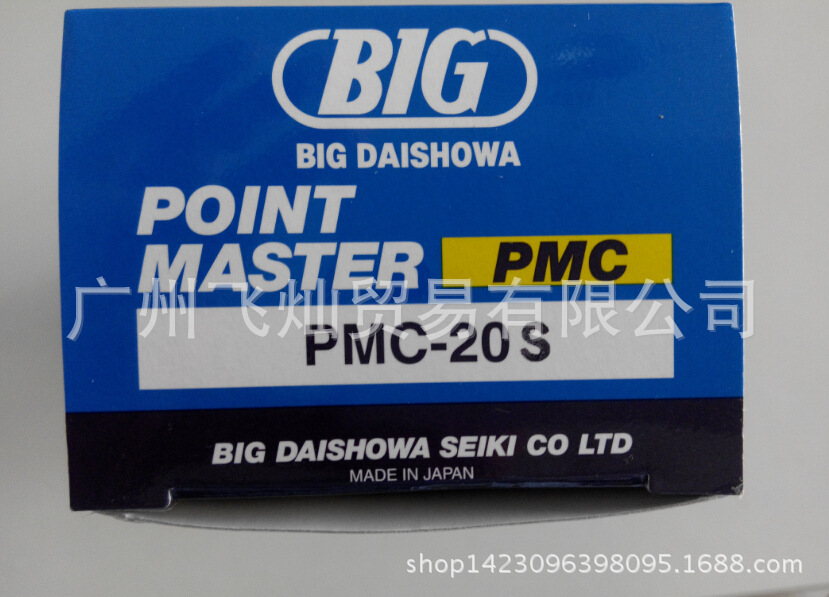 BIG
BIG DAISHOWA
POINT
MASTER PMC
广州飞灿贸易有限公司
PMC-20S
BIG DAISHOWA SEIKI CO LTD
MADE IN JAPAN
shop1423096398095.1688.com